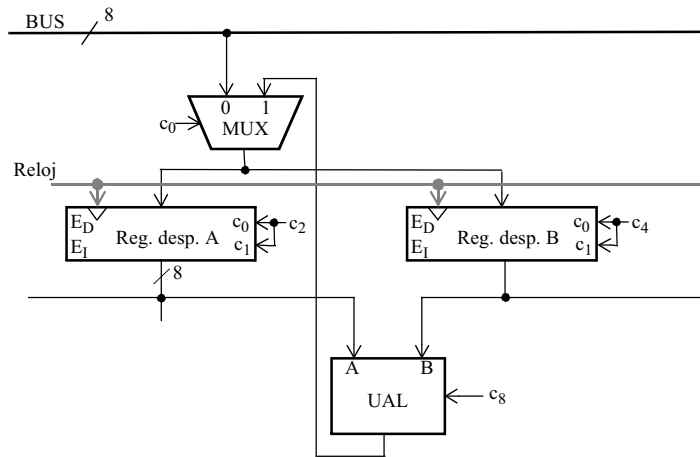 BUS 8
0 1
c0 MUX
Reloj
ED c0 c2
Reg. desp. A
EI c1
8
ED c0 c4
Reg. desp. B
EI c1
A B
UAL c8